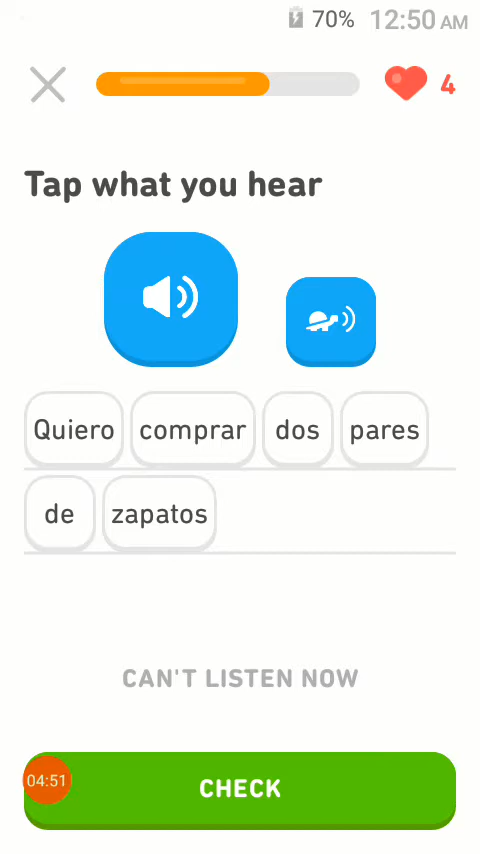 70% 12:50 AM
4
Tap what you hear
Quiero comprar dos pares
de zapatos
CAN'T LISTEN NOW
04:51
CHECK